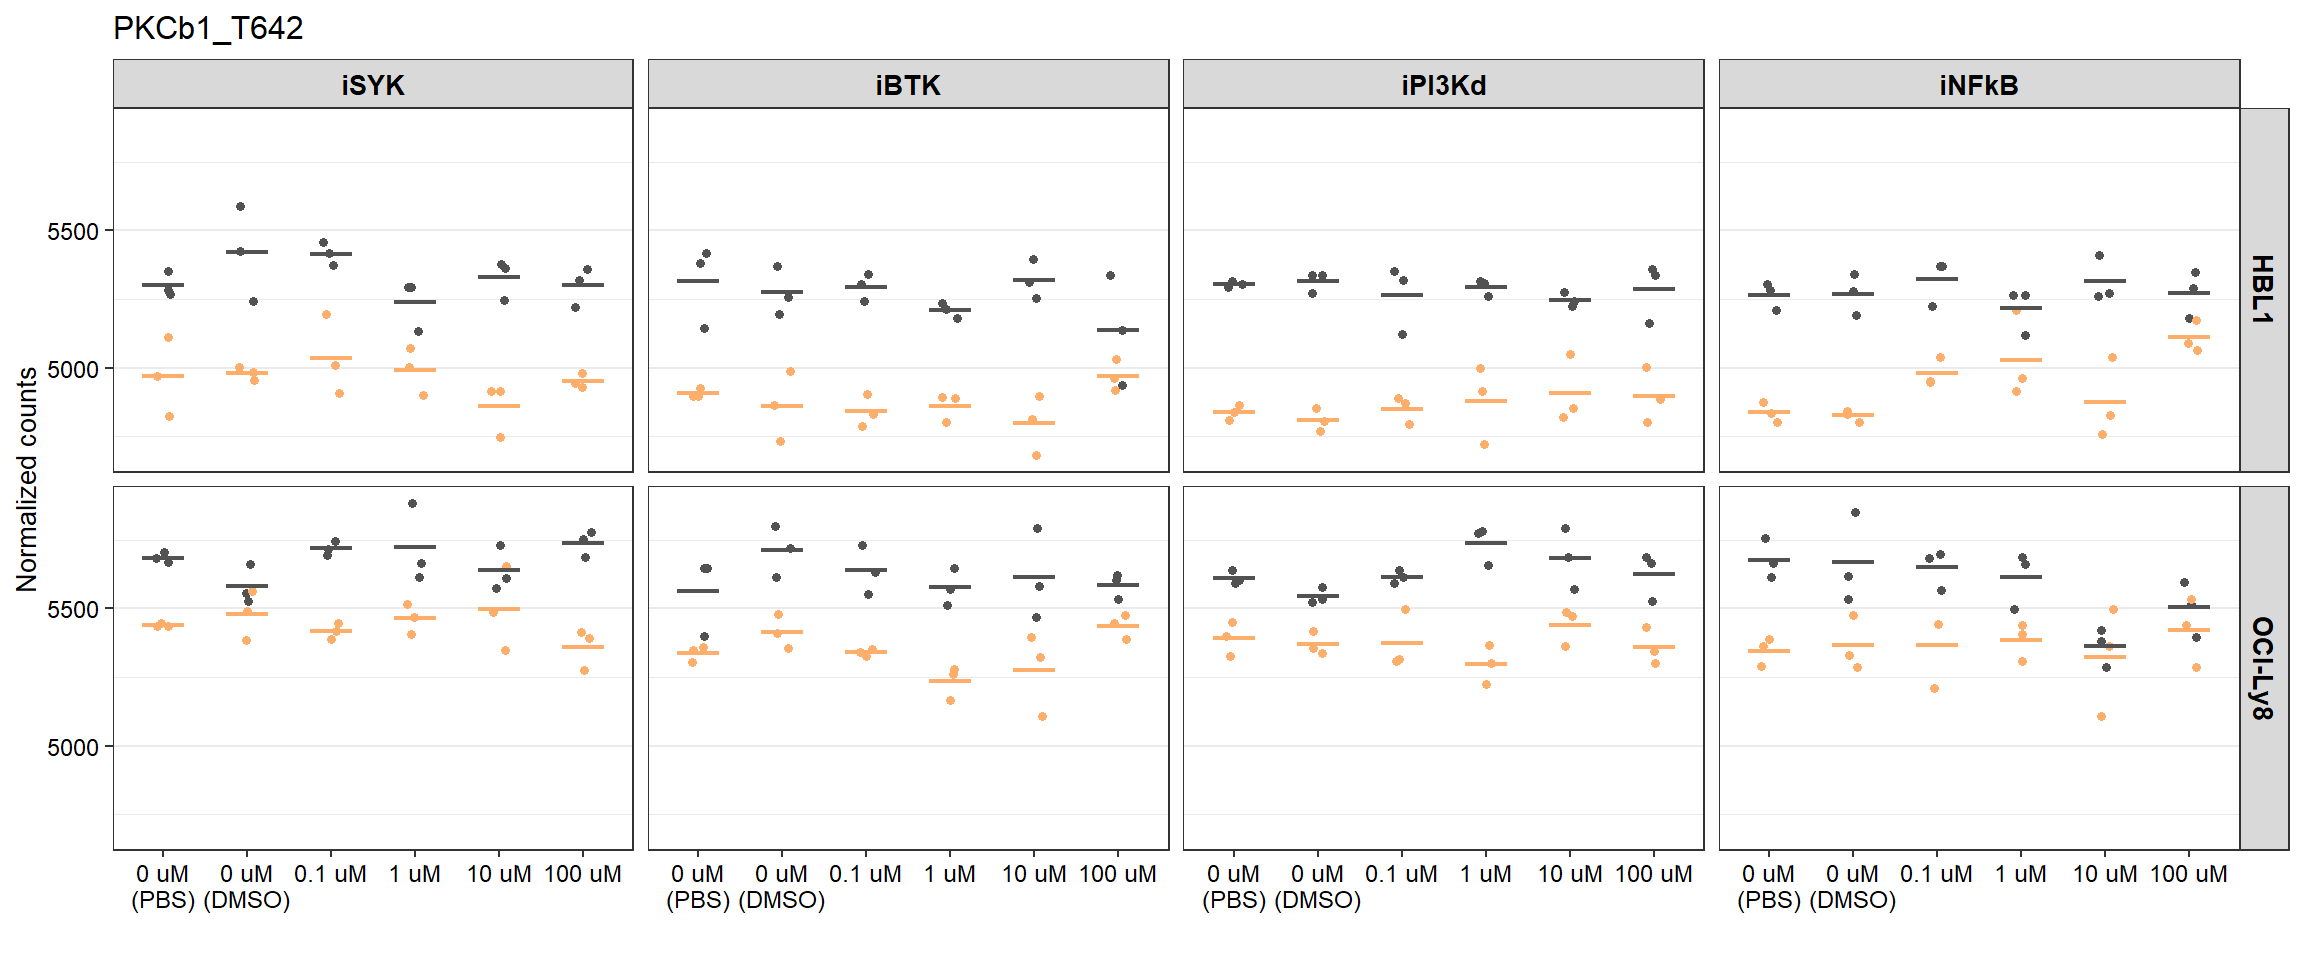 PKCb1_T642
iSYK iBTK iPI3Kd iNFkB
Normalized counts
5500
5000
HBL1
5500
5000
OCI-Ly8
0 uM 0 uM 0.1 uM 1 uM 10 uM 100 uM 0 uM 0 uM 0.1 uM 1 uM 10 uM 100 uM 0 uM 0 uM 0.1 uM 1 uM 10 uM 100 uM 0 uM 0 uM 0.1 uM 1 uM 10 uM 100 uM
(PBS) (DMSO) (PBS) (DMSO) (PBS) (DMSO) (PBS) (DMSO)